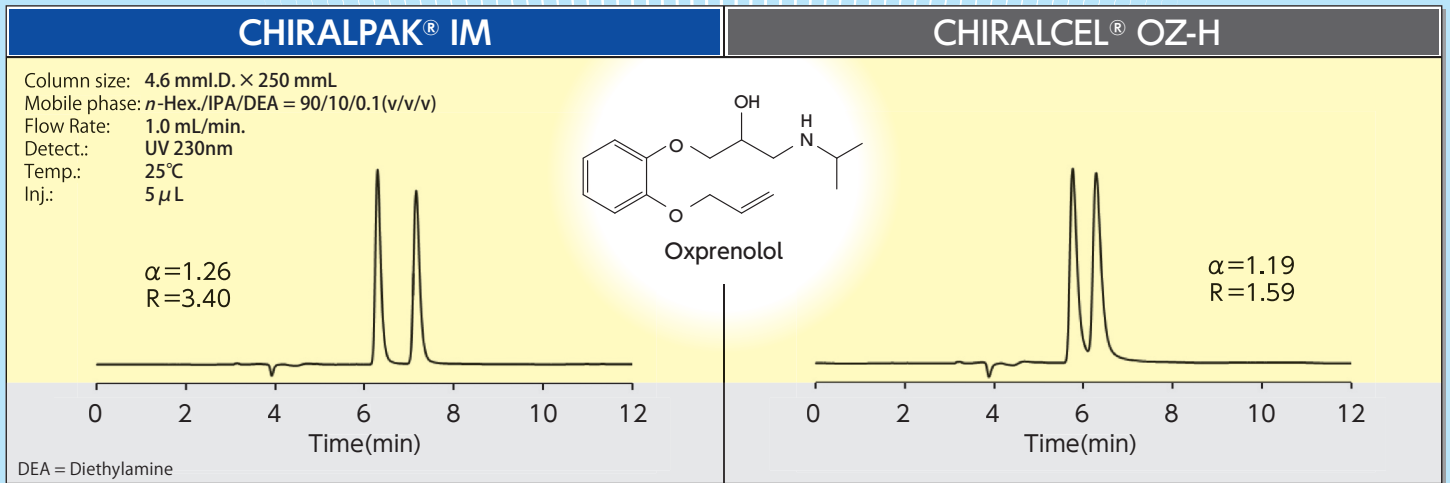 CHIRALPAK® IM
CHIRALCEL® OZ-H
Column size: 4.6 mmI.D. × 250 mmL
Mobile phase: n-Hex./IPA/DEA = 90/10/0.1(v/v/v)
Flow Rate: 1.0 mL/min.
Detect.: UV 230nm
Temp.: 25℃
Inj.: 5 μL
α=1.26
R=3.40
OH
H
N
O
O
Oxprenolol
α=1.19
R=1.59
0 2 4 6 8 10 12
Time(min)
0 2 4 6 8 10 12
Time(min)
DEA = Diethylamine